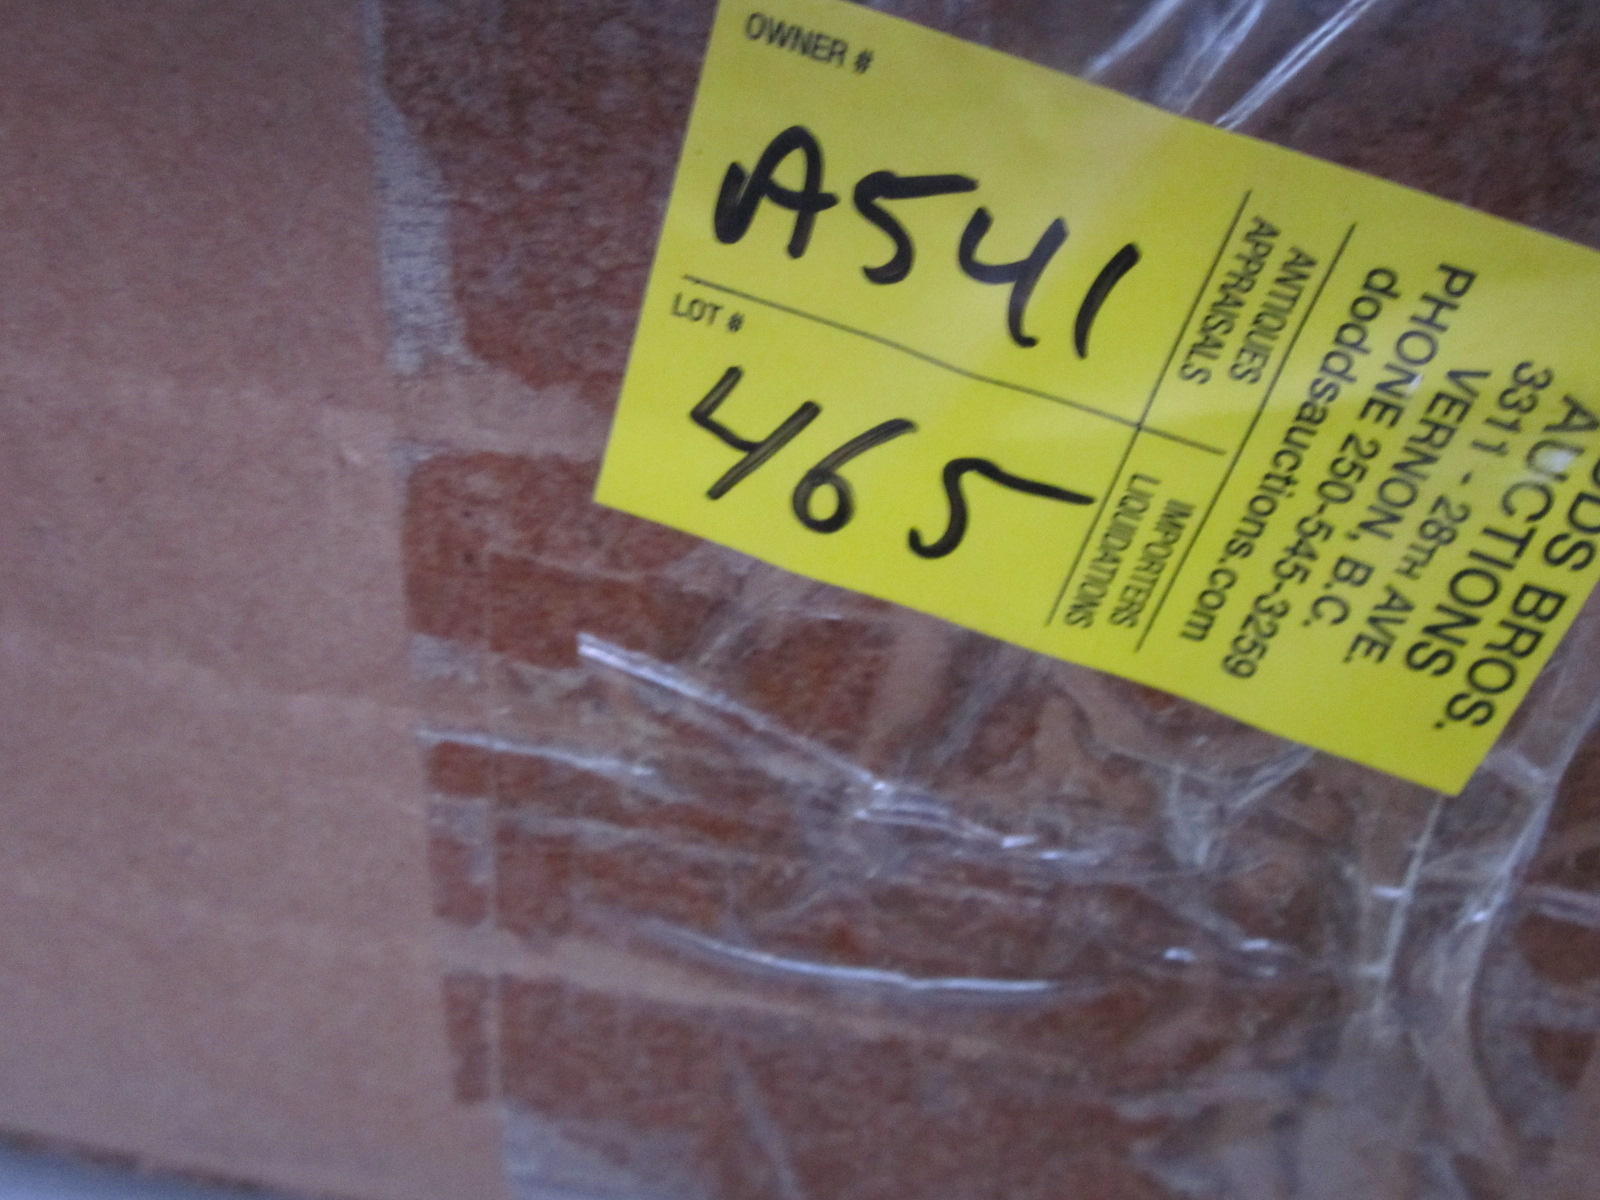 OWNER #
A541
LOT #
465
AUCTIONS
BROS.
3311 - 28TH AVE.
VERNON, B.C.
PHONE 250-545-3259
doddsauctions.com
ANTIQUES
APPRAISALS
IMPORTERS
LIQUIDATIONS